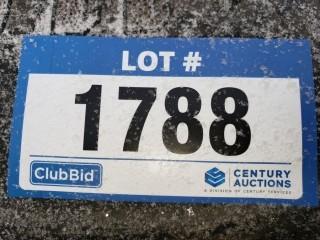 LOT #
1788
ClubBid
CENTURY
AUCTIONS
A DIVISION OF CENTURY SERVICES